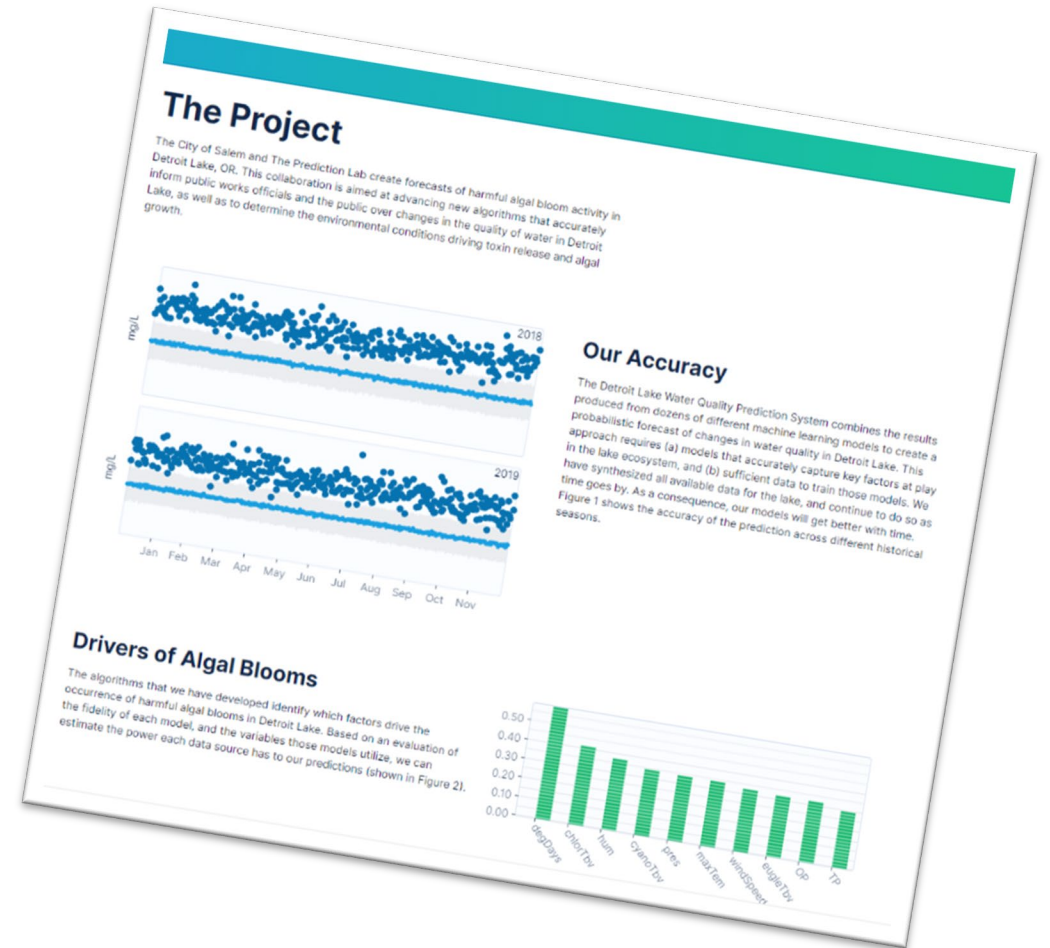 The Project
The City of Salem and The Prediction Lab create forecasts of harmful algal bloom activity in
Detroit Lake, OR. This collaboration is aimed at advancing new algorithms that accurately
inform public works officials and the public over changes in the quality of water in Detroit
Lake, as well as to determine the environmental conditions driving toxin release and algal
growth.
mg/L
2018
mg/L
2019
Jan Feb Mar Apr May Jun Jul Aug Sep Oct Nov
Our Accuracy
The Detroit Lake Water Quality Prediction System combines the results
produced from dozens of different machine learning models to create a
probabilistic forecast of changes in water quality in Detroit Lake. This
approach requires (a) models that accurately capture key factors at play
in the lake ecosystem, and (b) sufficient data to train those models. We
have synthesized all available data for the lake, and continue to do so as
time goes by. As a consequence, our models will get better with time.
Figure 1 shows the accuracy of the prediction across different historical
seasons.
Drivers of Algal Blooms
The algorithms that we have developed identify which factors drive the
occurrence of harmful algal blooms in Detroit Lake. Based on an evaluation of
the fidelity of each model, and the variables those models utilize, we can
estimate the power each data source has to our predictions (shown in Figure 2).
0.50
0.40
0.30
0.20
0.10
0.00
degDays chlorTbv hum cyanoTbv pres maxTem windSpeed eugleTbv OP TP